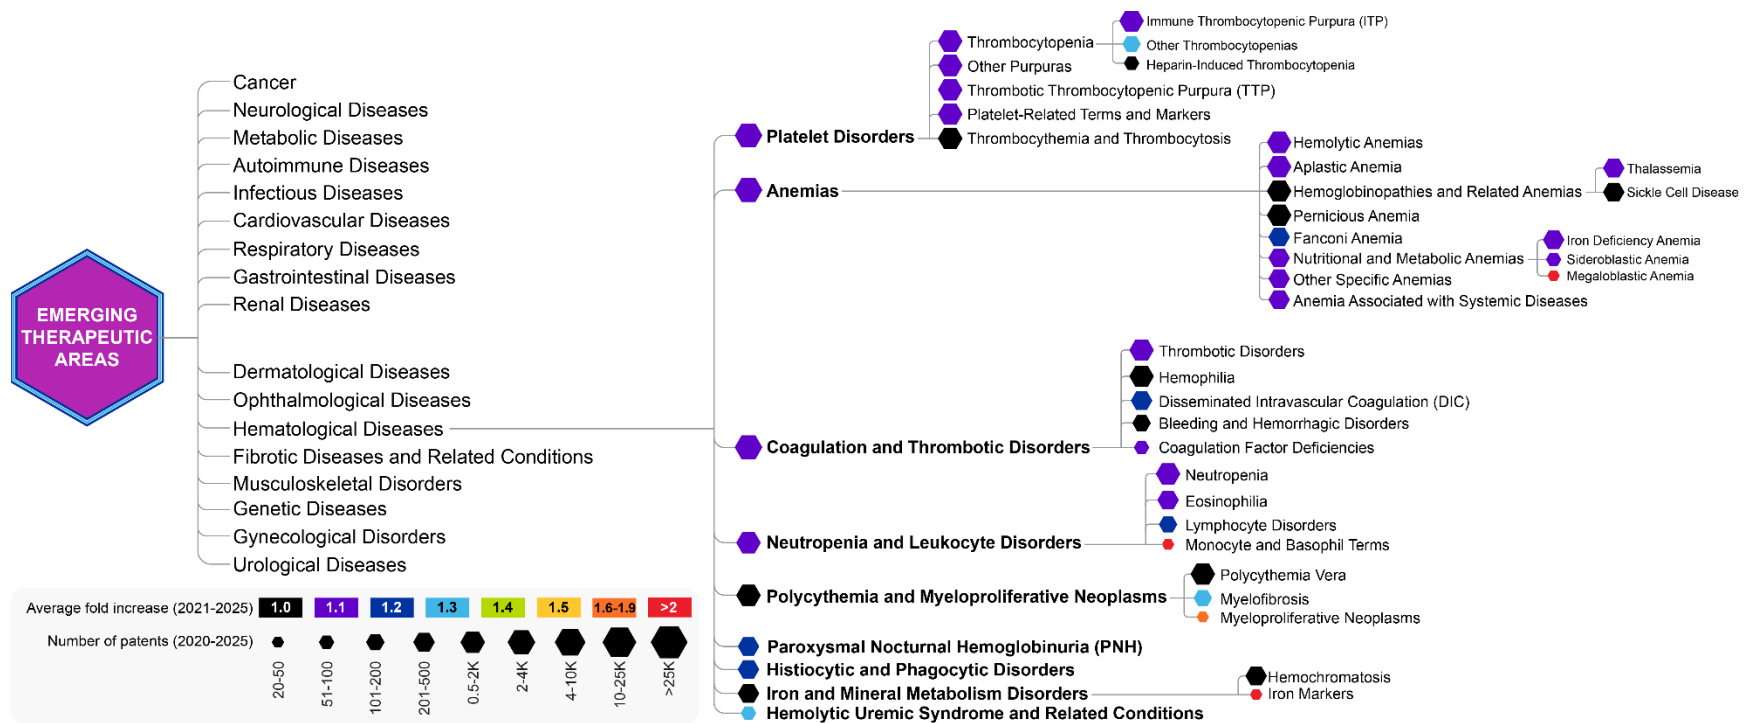 EMERGING
THERAPEUTIC
AREAS
Cancer
Neurological Diseases
Metabolic Diseases
Autoimmune Diseases
Infectious Diseases
Cardiovascular Diseases
Respiratory Diseases
Gastrointestinal Diseases
Renal Diseases
Dermatological Diseases
Ophthalmological Diseases
Hematological Diseases
Fibrotic Diseases and Related Conditions
Musculoskeletal Disorders
Genetic Diseases
Gynecological Disorders
Urological Diseases
Platelet Disorders
Thrombocytopenia
Immune Thrombocytopenic Purpura (ITP)
Other Thrombocytopenias
Heparin-Induced Thrombocytopenia
Other Purpuras
Thrombotic Thrombocytopenic Purpura (TTP)
Platelet-Related Terms and Markers
Thrombocythemia and Thrombocytosis
Anemias
Hemolytic Anemias
Aplastic Anemia
Hemoglobinopathies and Related Anemias
Thalassemia
Sickle Cell Disease
Pernicious Anemia
Fanconi Anemia
Nutritional and Metabolic Anemias
Iron Deficiency Anemia
Sideroblastic Anemia
Megaloblastic Anemia
Other Specific Anemias
Anemia Associated with Systemic Diseases
Coagulation and Thrombotic Disorders
Thrombotic Disorders
Hemophilia
Disseminated Intravascular Coagulation (DIC)
Bleeding and Hemorrhagic Disorders
Coagulation Factor Deficiencies
Neutropenia and Leukocyte Disorders
Neutropenia
Eosinophilia
Lymphocyte Disorders
Monocyte and Basophil Terms
Polycythemia and Myeloproliferative Neoplasms
Polycythemia Vera
Myelofibrosis
Myeloproliferative Neoplasms
Paroxysmal Nocturnal Hemoglobinuria (PNH)
Histiocytic and Phagocytic Disorders
Iron and Mineral Metabolism Disorders
Hemochromatosis
Iron Markers
Hemolytic Uremic Syndrome and Related Conditions
Average fold increase (2021-2025) 1.0 1.1 1.2 1.3 1.4 1.5 1.6-1.9 >2
Number of patents (2020-2025)
20-50 51-100 101-200 201-500 0.5-2K 2-4K 4-10K 10-25K >25K